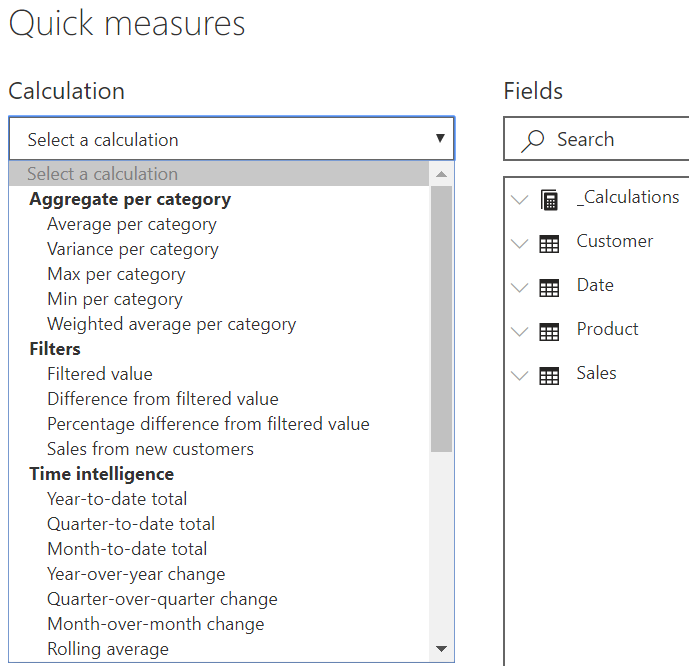 Quick measures
Calculation
Select a calculation
Select a calculation
Aggregate per category
Average per category
Variance per category
Max per category
Min per category
Weighted average per category
Filters
Filtered value
Difference from filtered value
Percentage difference from filtered value
Sales from new customers
Time intelligence
Year-to-date total
Quarter-to-date total
Month-to-date total
Year-over-year change
Quarter-over-quarter change
Month-over-month change
Rolling average
Fields
Search
_Calculations
Customer
Date
Product
Sales